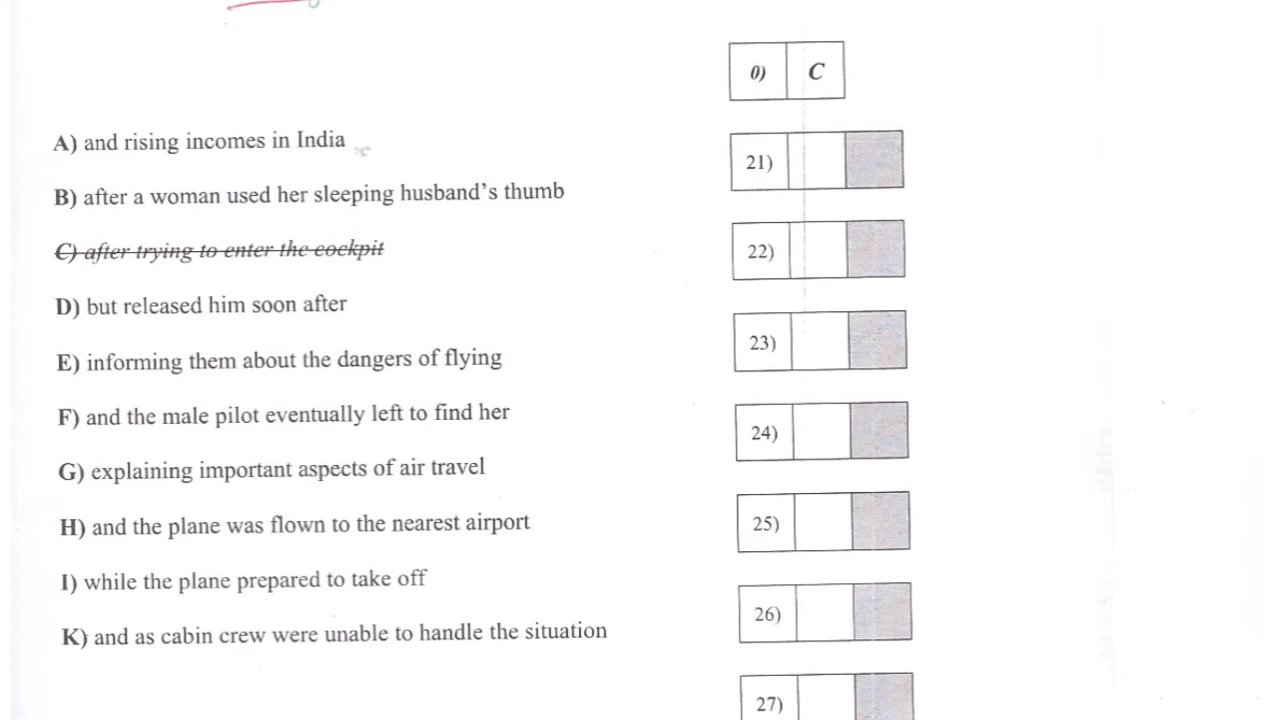 0) C
A) and rising incomes in India
21)
B) after a woman used her sleeping husband's thumb
22)
C) after trying to enter the cockpit
D) but released him soon after
23)
E) informing them about the dangers of flying
F) and the male pilot eventually left to find her
24)
G) explaining important aspects of air travel
H) and the plane was flown to the nearest airport
25)
I) while the plane prepared to take off
26)
K) and as cabin crew were unable to handle the situation
27)